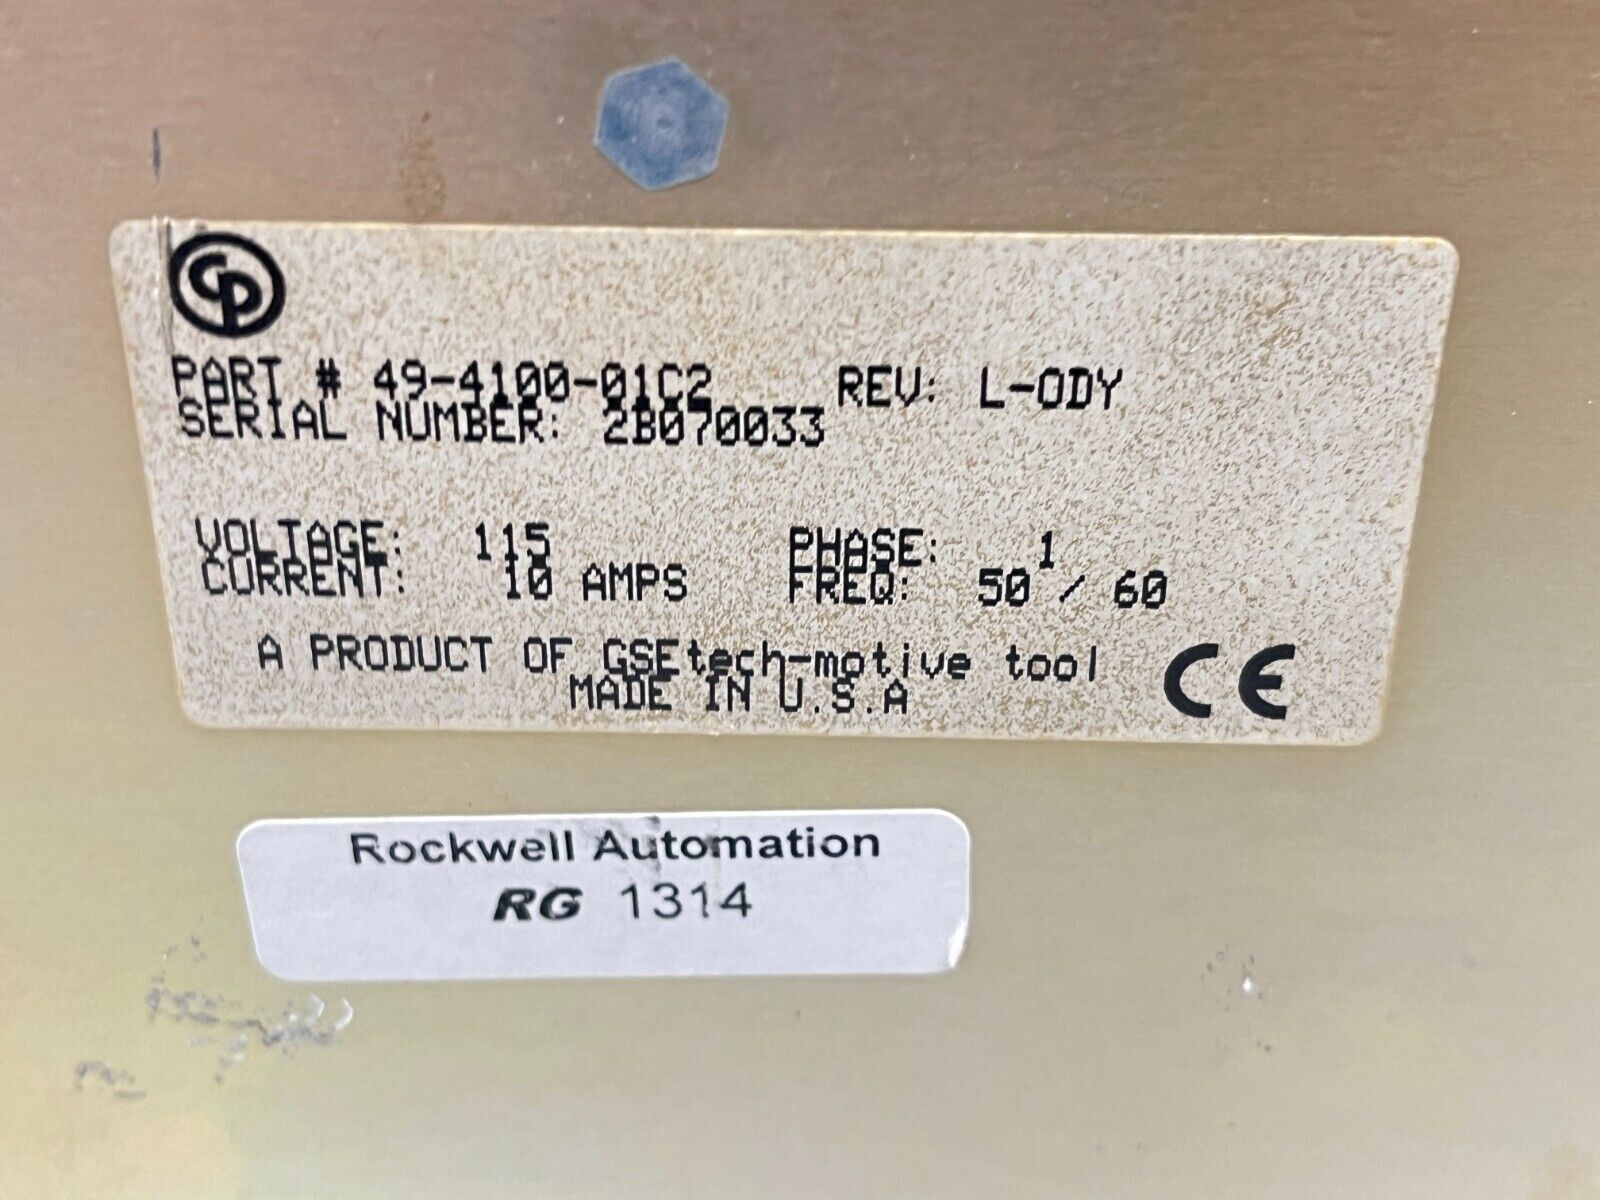 CP
PART # 49-4100-01C2 REV: L-ODY
SERIAL NUMBER: 2B070033
VOLTAGE: 115 PHASE: 1
CURRENT: 10 AMPS FREQ: 50 / 60
A PRODUCT OF GSEtech-motive tool
MADE IN U.S.A
CE
Rockwell Automation
RG 1314